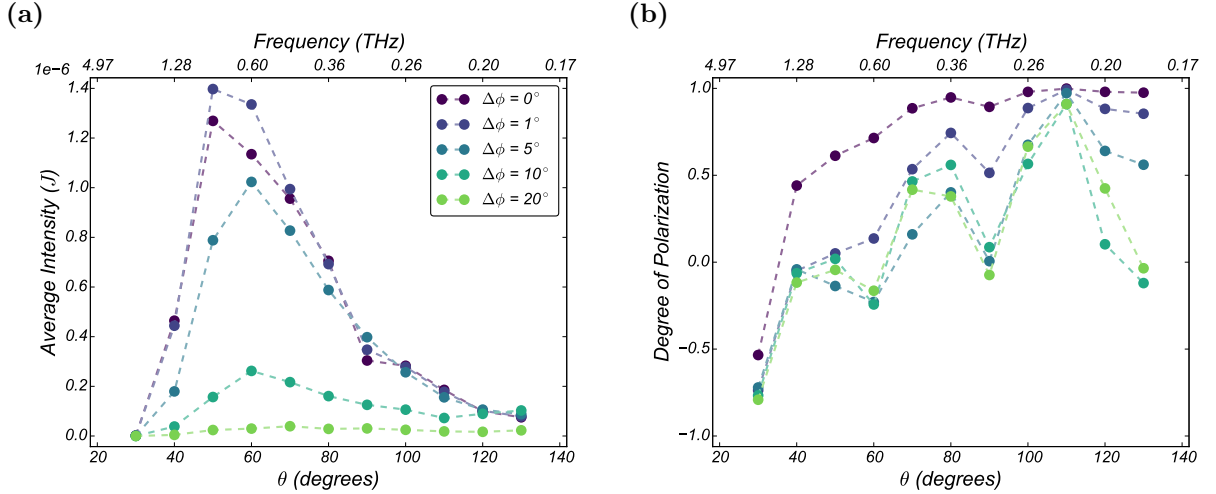 (a)
Frequency (THz)
4.97 1.28 0.60 0.36 0.26 0.20 0.17
1e-6
1.4
1.2
1.0
0.8
0.6
0.4
0.2
0.0
Average Intensity (J)
Δϕ = 0°
Δϕ = 1°
Δϕ = 5°
Δϕ = 10°
Δϕ = 20°
20 40 60 80 100 120 140
θ (degrees)
(b)
Frequency (THz)
4.97 1.28 0.60 0.36 0.26 0.20 0.17
1.0
0.5
0.0
−0.5
−1.0
Degree of Polarization
20 40 60 80 100 120 140
θ (degrees)